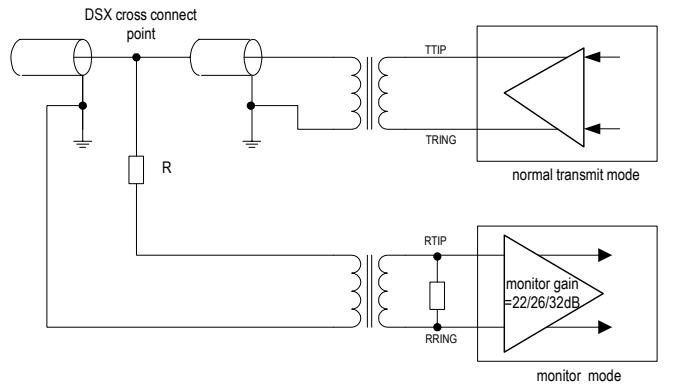 DSX cross connect
point
TTIP
TRING
normal transmit mode
R
RTIP
monitor gain
=22/26/32dB
RRING
monitor mode